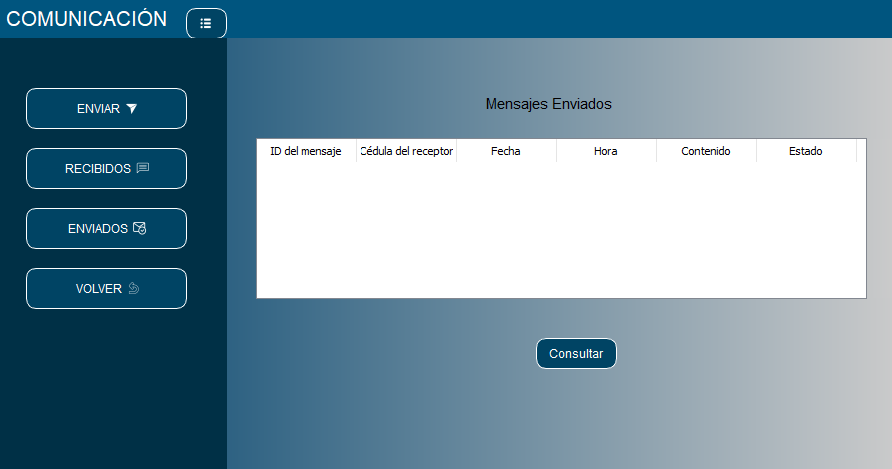 COMUNICACIÓN
ENVIAR
RECIBIDOS
ENVIADOS
VOLVER
Mensajes Enviados
ID del mensaje Cédula del receptor Fecha Hora Contenido Estado
Consultar